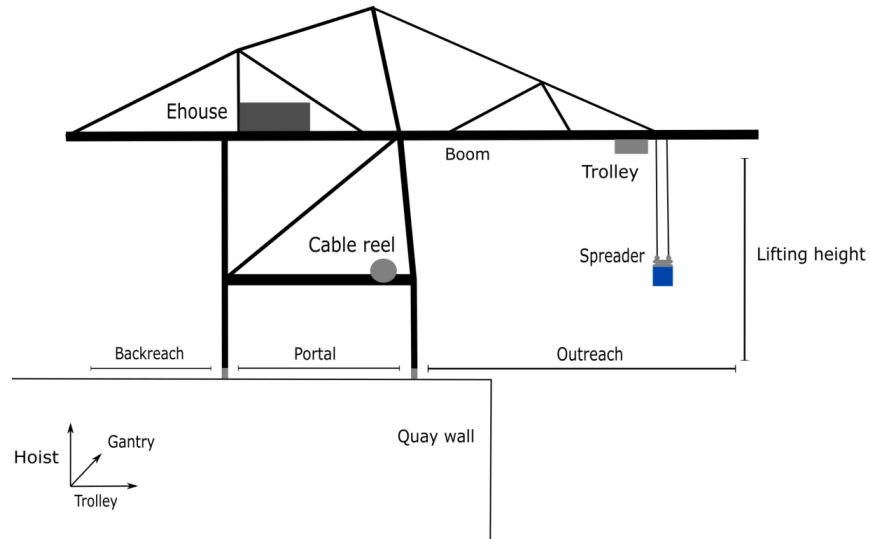 Ehouse
Boom
Trolley
Cable reel
Spreader
Lifting height
Backreach
Portal
Outreach
Quay wall
Gantry
Hoist
Trolley